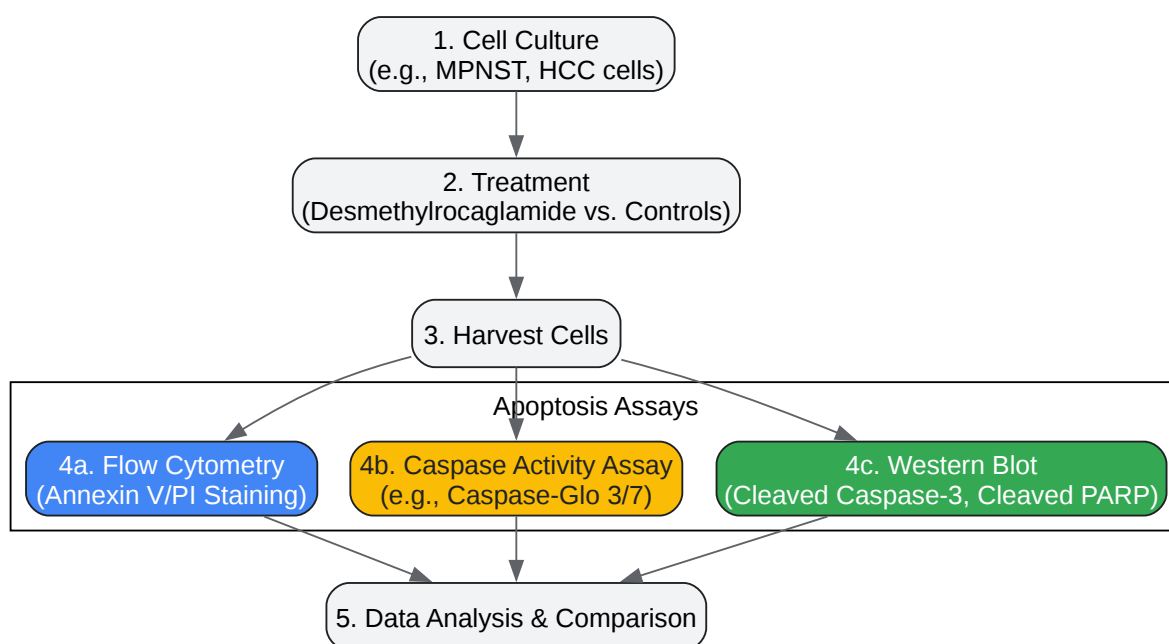 1. Cell Culture
(e.g., MPNST, HCC cells)
2. Treatment
(Desmethylrocaglamide vs. Controls)
3. Harvest Cells
Apoptosis Assays
4a. Flow Cytometry
(Annexin V/PI Staining)
4b. Caspase Activity Assay
(e.g., Caspase-Glo 3/7)
4c. Western Blot
(Cleaved Caspase-3, Cleaved PARP)
5. Data Analysis & Comparison